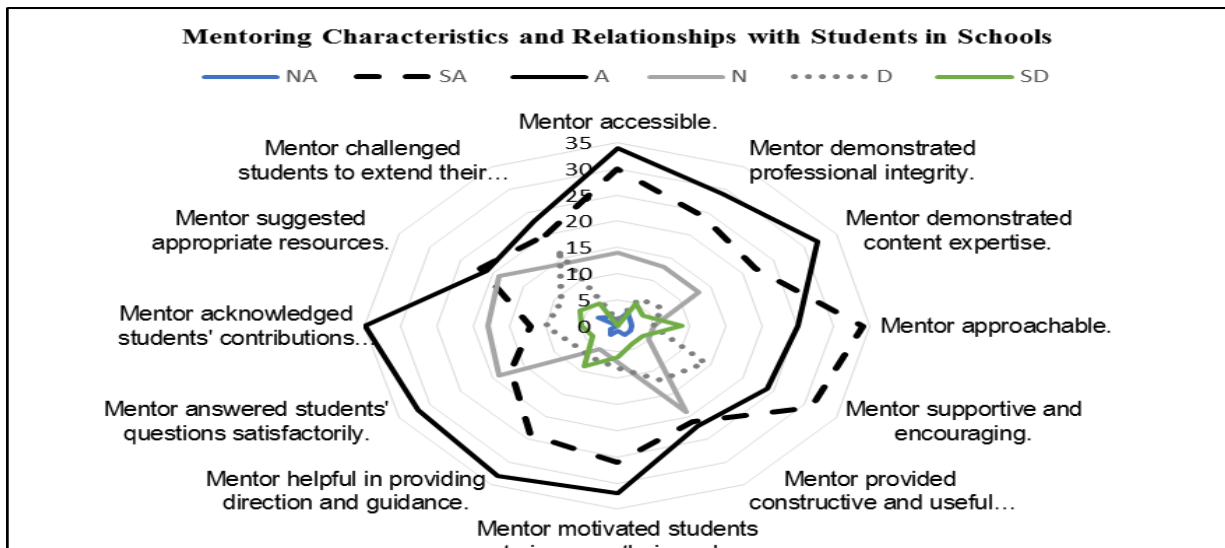 Mentoring Characteristics and Relationships with Students in Schools
NA SA A N D SD
Mentor accessible.
Mentor demonstrated
professional integrity.
Mentor demonstrated
content expertise.
Mentor approachable.
Mentor supportive and
encouraging.
Mentor provided
constructive and useful…
Mentor motivated students
Mentor helpful in providing
direction and guidance.
Mentor answered students'
questions satisfactorily.
Mentor acknowledged
students' contributions…
Mentor suggested
appropriate resources.
Mentor challenged
students to extend their…
35
30
25
20
15
10
5
0